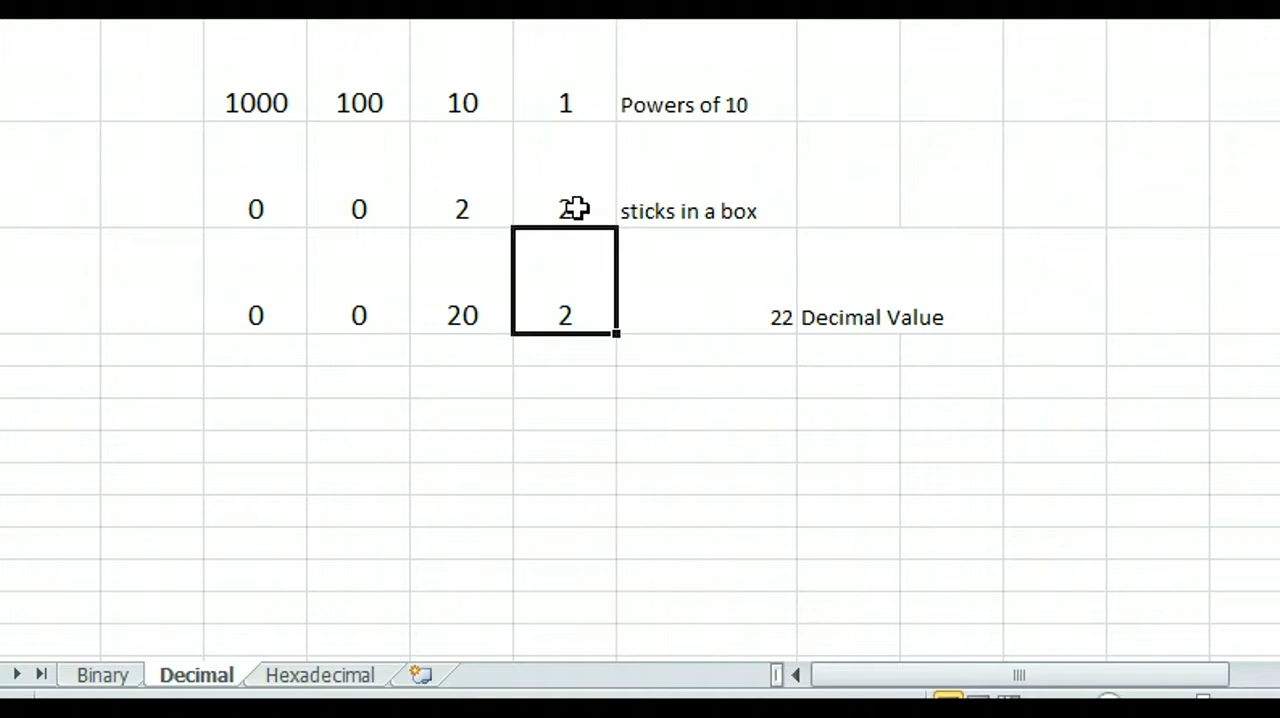 1000 100 10 1 Powers of 10
0 0 2 2 sticks in a box
0 0 20 2 22 Decimal Value
Binary Decimal Hexadecimal